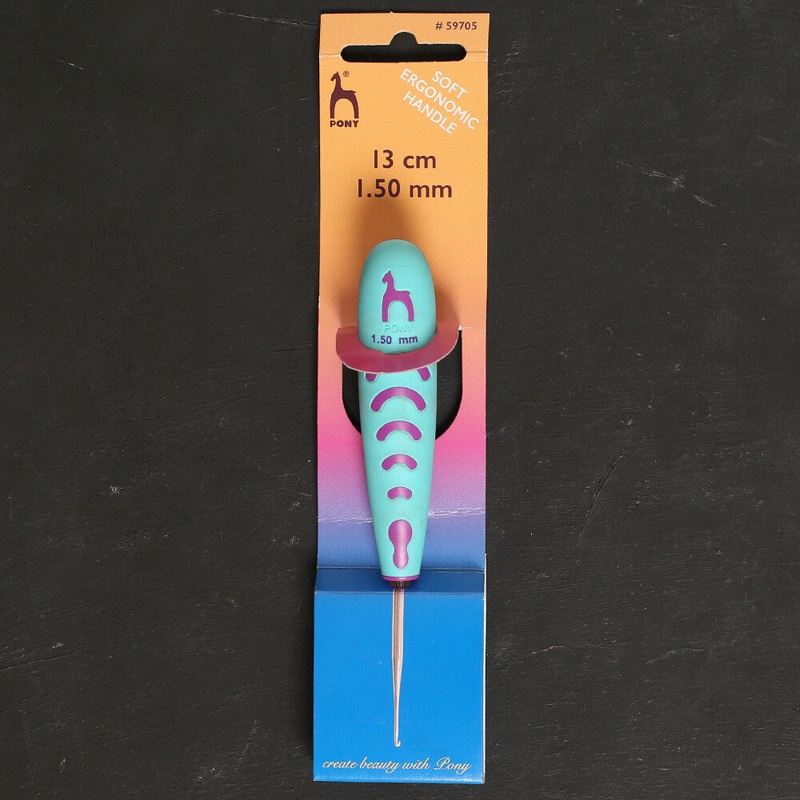 # 59705
PONY
SOFT
ERGONOMIC
HANDLE
13 cm
1.50 mm
PONY
1.50 mm
create beauty with Pony